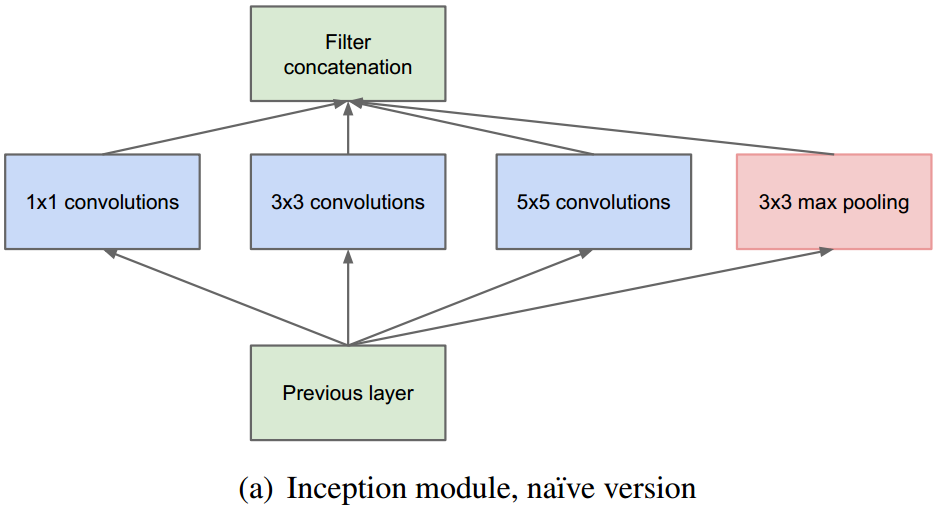 Filter
concatenation
1x1 convolutions
3x3 convolutions
5x5 convolutions
3x3 max pooling
Previous layer
(a) Inception module, naïve version